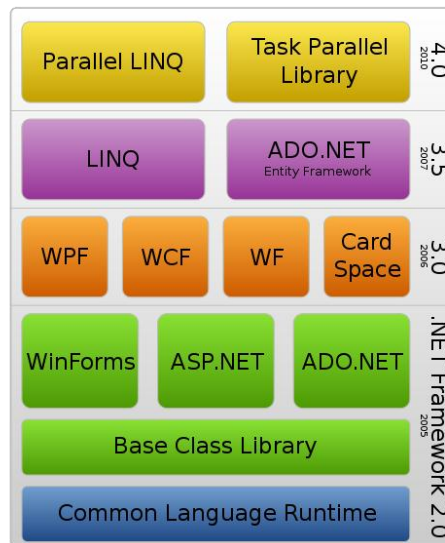 Parallel LINQ
Task Parallel
Library
4.0
2010
LINQ
ADO.NET
Entity Framework
3.5
2007
WPF
WCF
WF
Card
Space
3.0
2006
WinForms
ASP.NET
ADO.NET
Base Class Library
Common Language Runtime
.NET Framework 2.0
2005